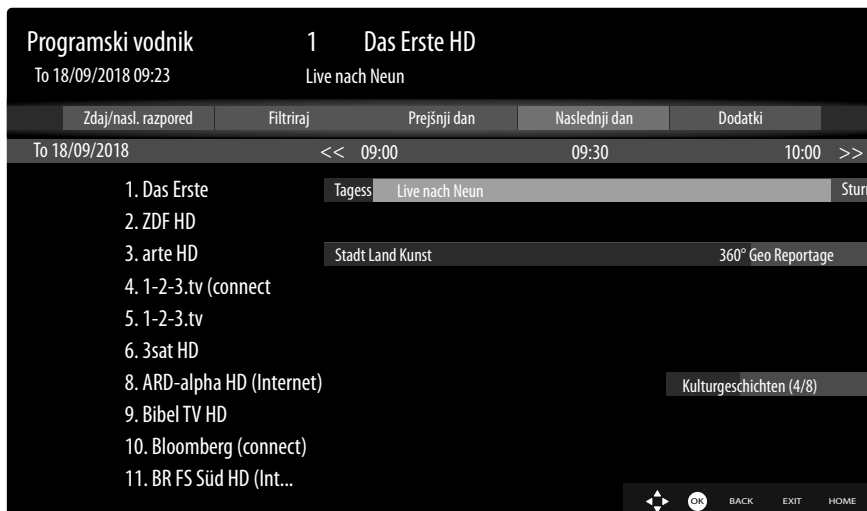 Programski vodnik 1 Das Erste HD
To 18/09/2018 09:23 Live nach Neun
Zdaj/nasl. razpored Filtriraj Prejšnji dan Naslednji dan Dodatki
To 18/09/2018 << 09:00 09:30 10:00 >>
1. Das Erste Tagess Live nach Neun Stur
2. ZDF HD
3. arte HD Stadt Land Kunst 360° Geo Reportage
4. 1-2-3.tv (connect
5. 1-2-3.tv
6. 3sat HD
8. ARD-alpha HD (Internet) Kulturgeschichten (4/8)
9. Bibel TV HD
10. Bloomberg (connect)
11. BR FS Süd HD (Int...
OK BACK EXIT HOME